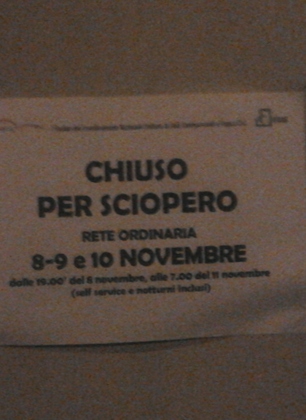 CHIUSO
PER SCIOPERO
RETE ORDINARIA
8-9 e 10 NOVEMBRE
dalle 19.00' del 8 novembre, alle 7.00 del 11 novembre
(self service e notturni inclusi)